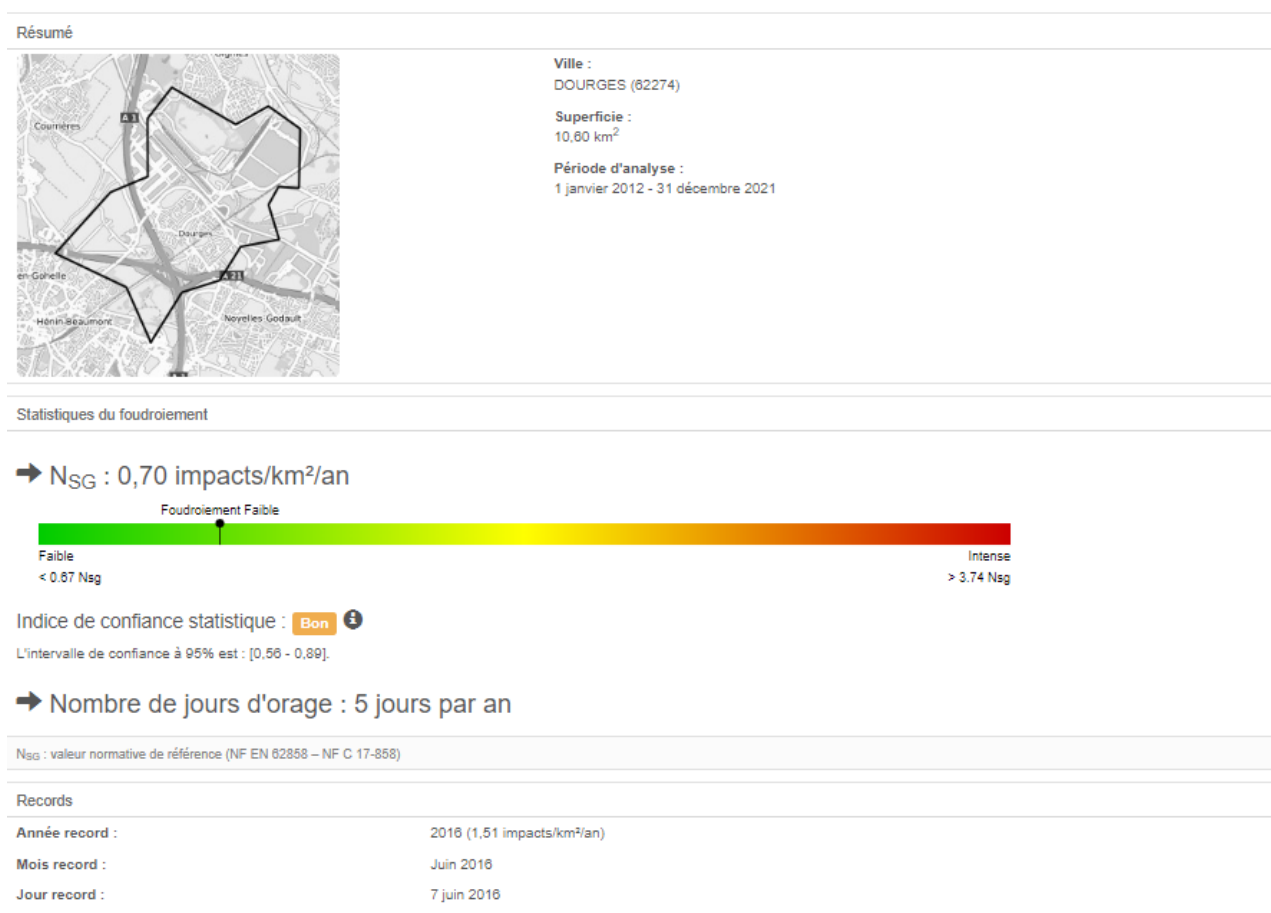 Résumé
Courrières
A 1
Dourges
en-Gohelle
A 21
Hénin-Beaumont
Noyelles-Godault
Ville :
DOURGES (62274)
Superficie :
10,60 km²
Période d'analyse :
1 janvier 2012 - 31 décembre 2021
Statistiques du foudroiement
➔ NSG : 0,70 impacts/km²/an
Foudroiement Faible
Faible
Intense
< 0.67 Nsg
> 3.74 Nsg
Indice de confiance statistique : Bon
L'intervalle de confiance à 95% est : [0,56 - 0,89].
➔ Nombre de jours d'orage : 5 jours par an
NSG : valeur normative de référence (NF EN 62858 – NF C 17-858)
Records
Année record : 2016 (1,51 impacts/km²/an)
Mois record : Juin 2016
Jour record : 7 juin 2016